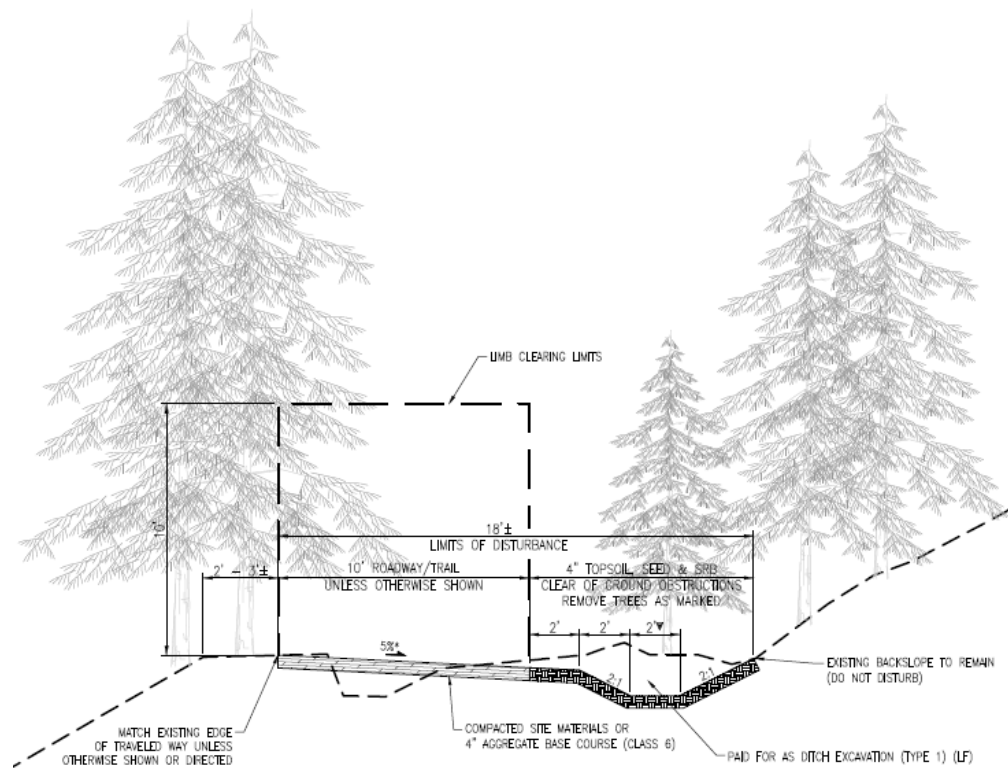 LIMB CLEARING LIMITS
10'
18'±
LIMITS OF DISTURBANCE
2' - 3'±
10' ROADWAY/TRAIL
UNLESS OTHERWISE SHOWN
4" TOPSOIL, SEED & SRB
CLEAR OF GROUND OBSTRUCTIONS
REMOVE TREES AS MARKED
2'
2'
2'▼
5%*
2:1
2:1
EXISTING BACKSLOPE TO REMAIN
(DO NOT DISTURB)
MATCH EXISTING EDGE
OF TRAVELED WAY UNLESS
OTHERWISE SHOWN OR DIRECTED
COMPACTED SITE MATERIALS OR
4" AGGREGATE BASE COURSE (CLASS 6)
PAID FOR AS DITCH EXCAVATION (TYPE 1) (LF)